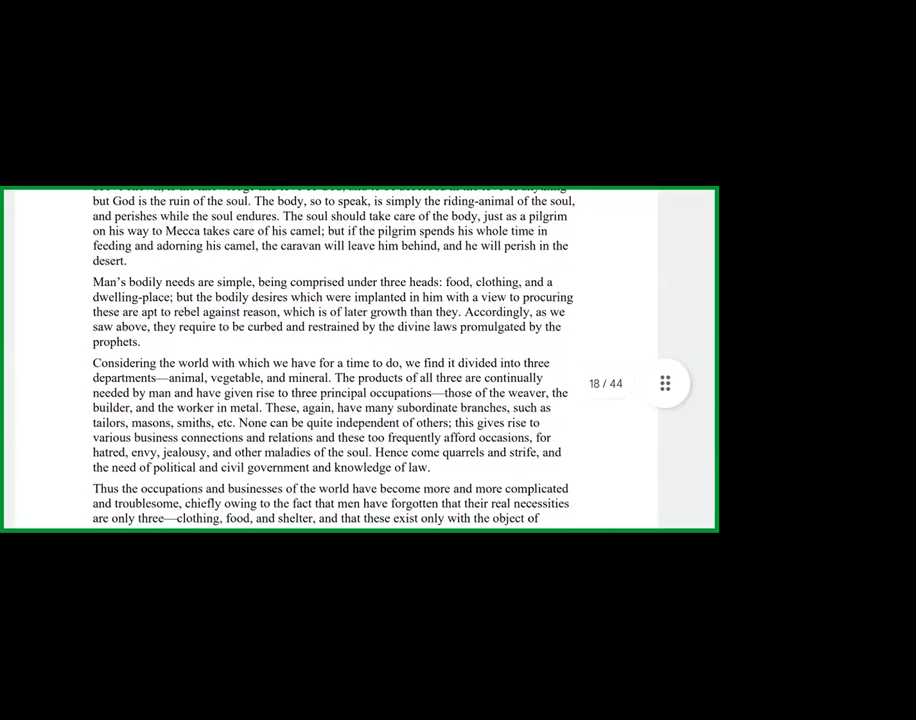 but God is the ruin of the soul. The body, so to speak, is simply the riding-animal of the soul,
and perishes while the soul endures. The soul should take care of the body, just as a pilgrim
on his way to Mecca takes care of his camel; but if the pilgrim spends his whole time in
feeding and adorning his camel, the caravan will leave him behind, and he will perish in the
desert.
Man’s bodily needs are simple, being comprised under three heads: food, clothing, and a
dwelling-place; but the bodily desires which were implanted in him with a view to procuring
these are apt to rebel against reason, which is of later growth than they. Accordingly, as we
saw above, they require to be curbed and restrained by the divine laws promulgated by the
prophets.
Considering the world with which we have for a time to do, we find it divided into three
departments—animal, vegetable, and mineral. The products of all three are continually
needed by man and have given rise to three principal occupations—those of the weaver, the
builder, and the worker in metal. These, again, have many subordinate branches, such as
tailors, masons, smiths, etc. None can be quite independent of others; this gives rise to
various business connections and relations and these too frequently afford occasions, for
hatred, envy, jealousy, and other maladies of the soul. Hence come quarrels and strife, and
the need of political and civil government and knowledge of law.
Thus the occupations and businesses of the world have become more and more complicated
and troublesome, chiefly owing to the fact that men have forgotten that their real necessities
are only three—clothing, food, and shelter, and that these exist only with the object of
18 / 44